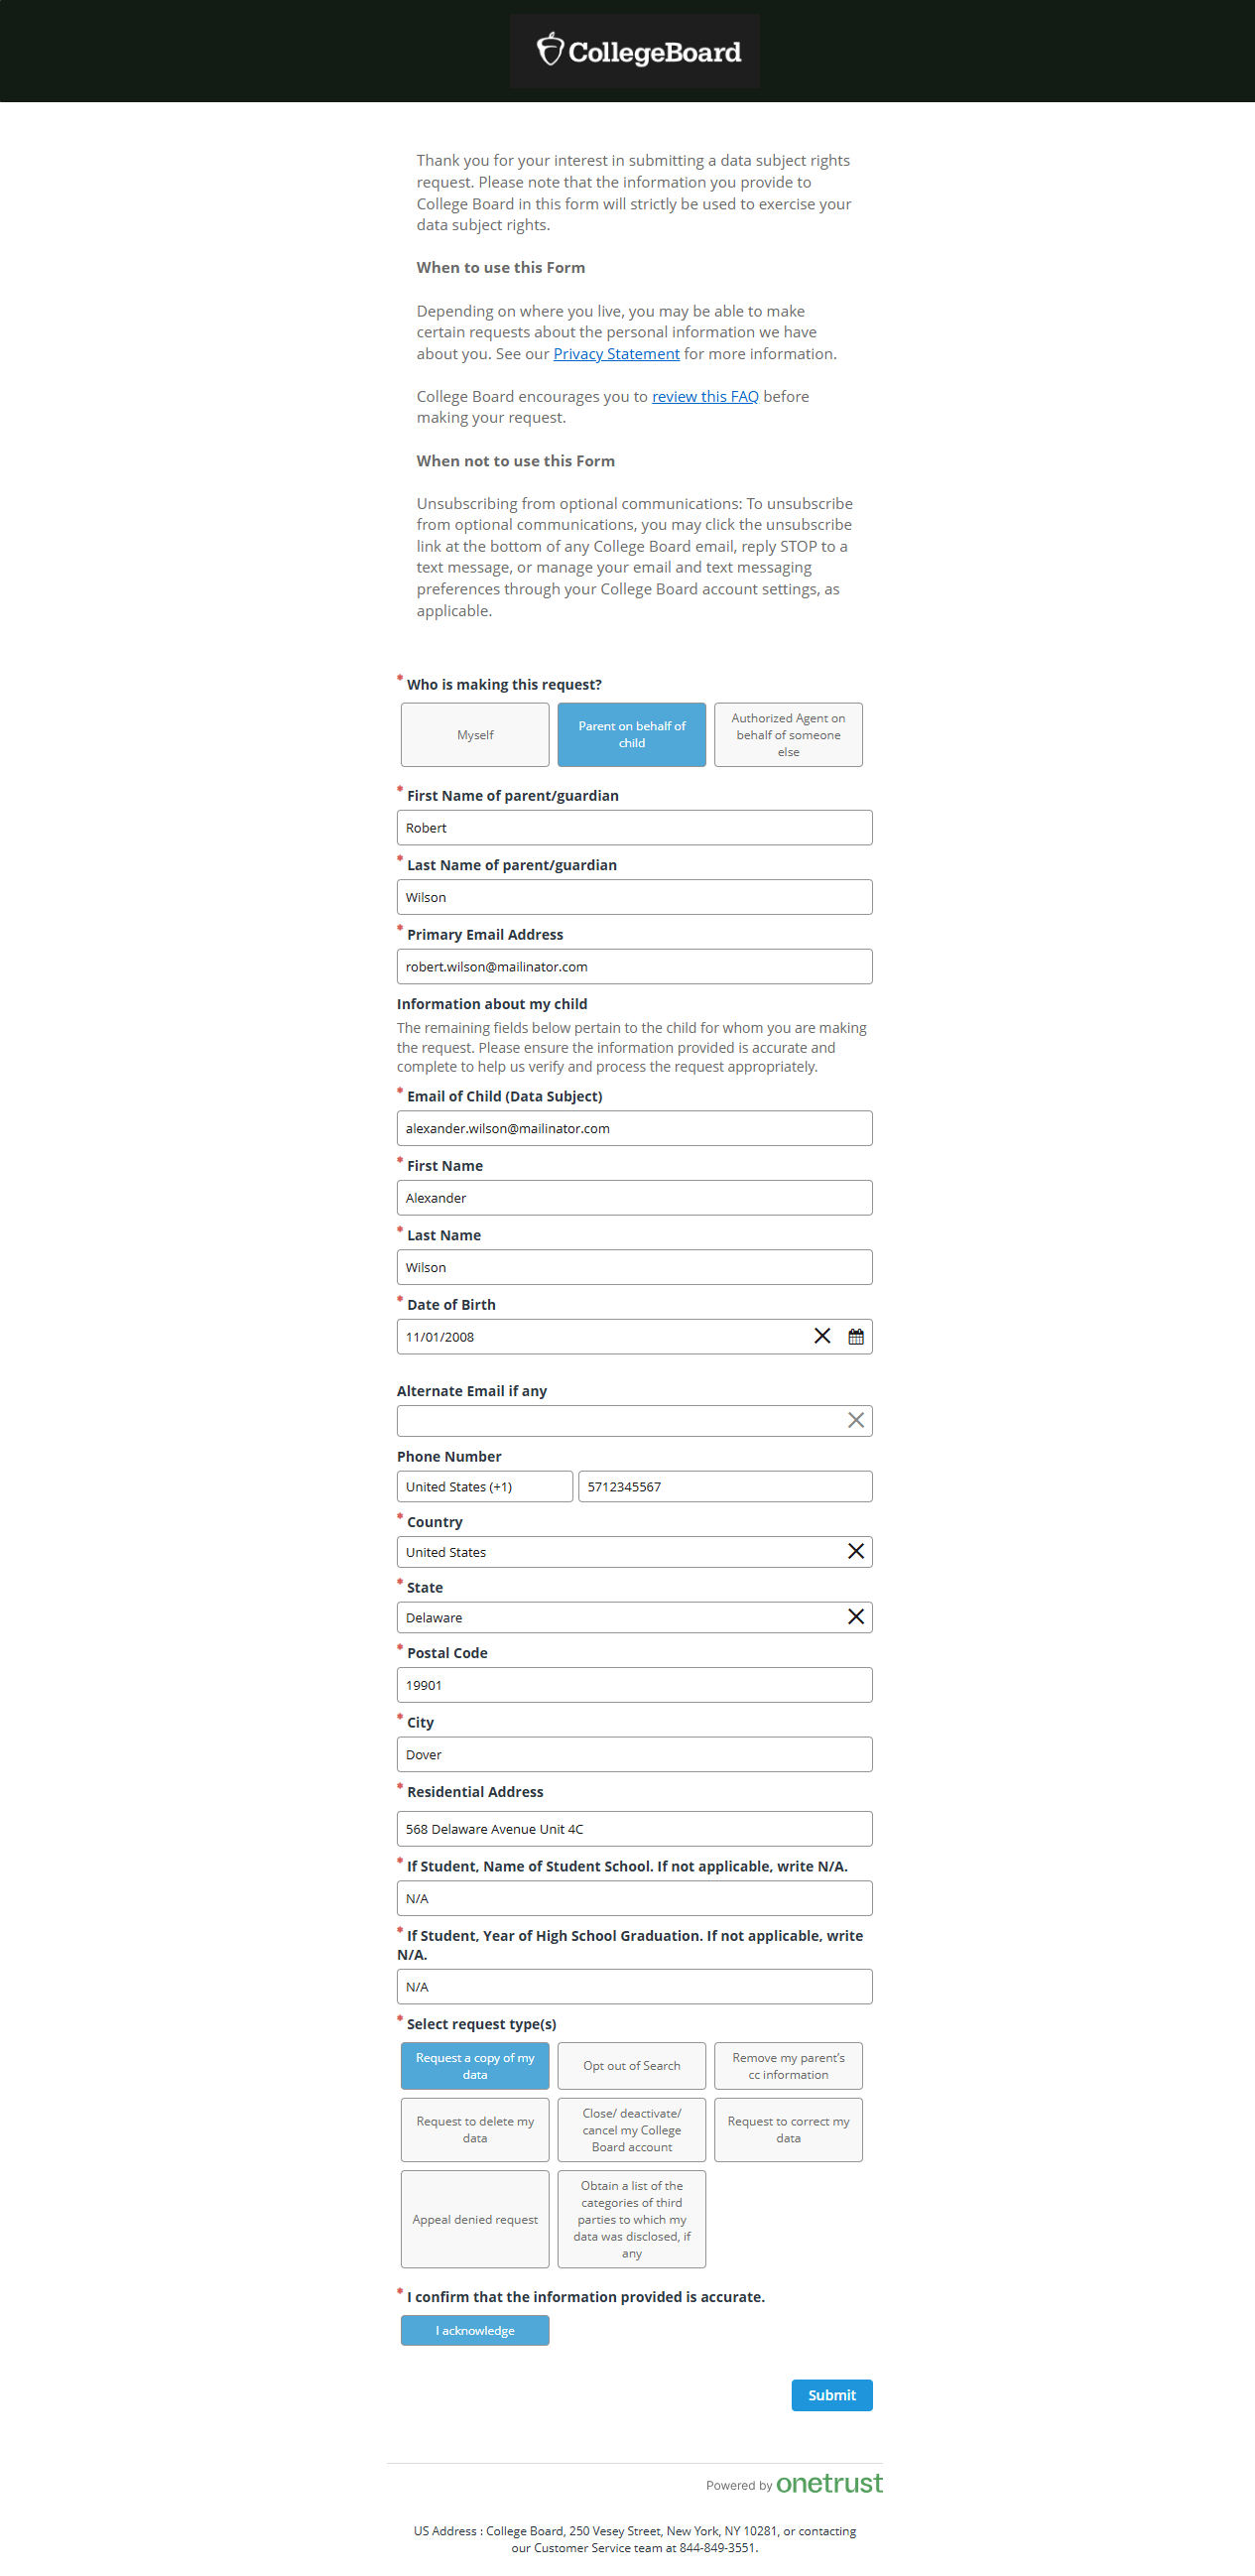 CollegeBoard
Thank you for your interest in submitting a data subject rights
request. Please note that the information you provide to
College Board in this form will strictly be used to exercise your
data subject rights.
When to use this Form
Depending on where you live, you may be able to make
certain requests about the personal information we have
about you. See our Privacy Statement for more information.
College Board encourages you to review this FAQ before
making your request.
When not to use this Form
Unsubscribing from optional communications: To unsubscribe
from optional communications, you may click the unsubscribe
link at the bottom of any College Board email, reply STOP to a
text message, or manage your email and text messaging
preferences through your College Board account settings, as
applicable.
* Who is making this request?
Myself
Parent on behalf of
child
Authorized Agent on
behalf of someone
else
* First Name of parent/guardian
Robert
* Last Name of parent/guardian
Wilson
* Primary Email Address
robert.wilson@mailinator.com
Information about my child
The remaining fields below pertain to the child for whom you are making
the request. Please ensure the information provided is accurate and
complete to help us verify and process the request appropriately.
* Email of Child (Data Subject)
alexander.wilson@mailinator.com
* First Name
Alexander
* Last Name
Wilson
* Date of Birth
11/01/2008
Alternate Email if any
Phone Number
United States (+1)
5712345567
* Country
United States
* State
Delaware
* Postal Code
19901
* City
Dover
* Residential Address
568 Delaware Avenue Unit 4C
* If Student, Name of Student School. If not applicable, write N/A.
N/A
* If Student, Year of High School Graduation. If not applicable, write
N/A.
N/A
* Select request type(s)
Request a copy of my
data
Opt out of Search
Remove my parent's
cc information
Request to delete my
data
Close/ deactivate/
cancel my College
Board account
Request to correct my
data
Appeal denied request
Obtain a list of the
categories of third
parties to which my
data was disclosed, if
any
* I confirm that the information provided is accurate.
I acknowledge
Submit
Powered by onetrust
US Address : College Board, 250 Vesey Street, New York, NY 10281, or contacting
our Customer Service team at 844-849-3551.